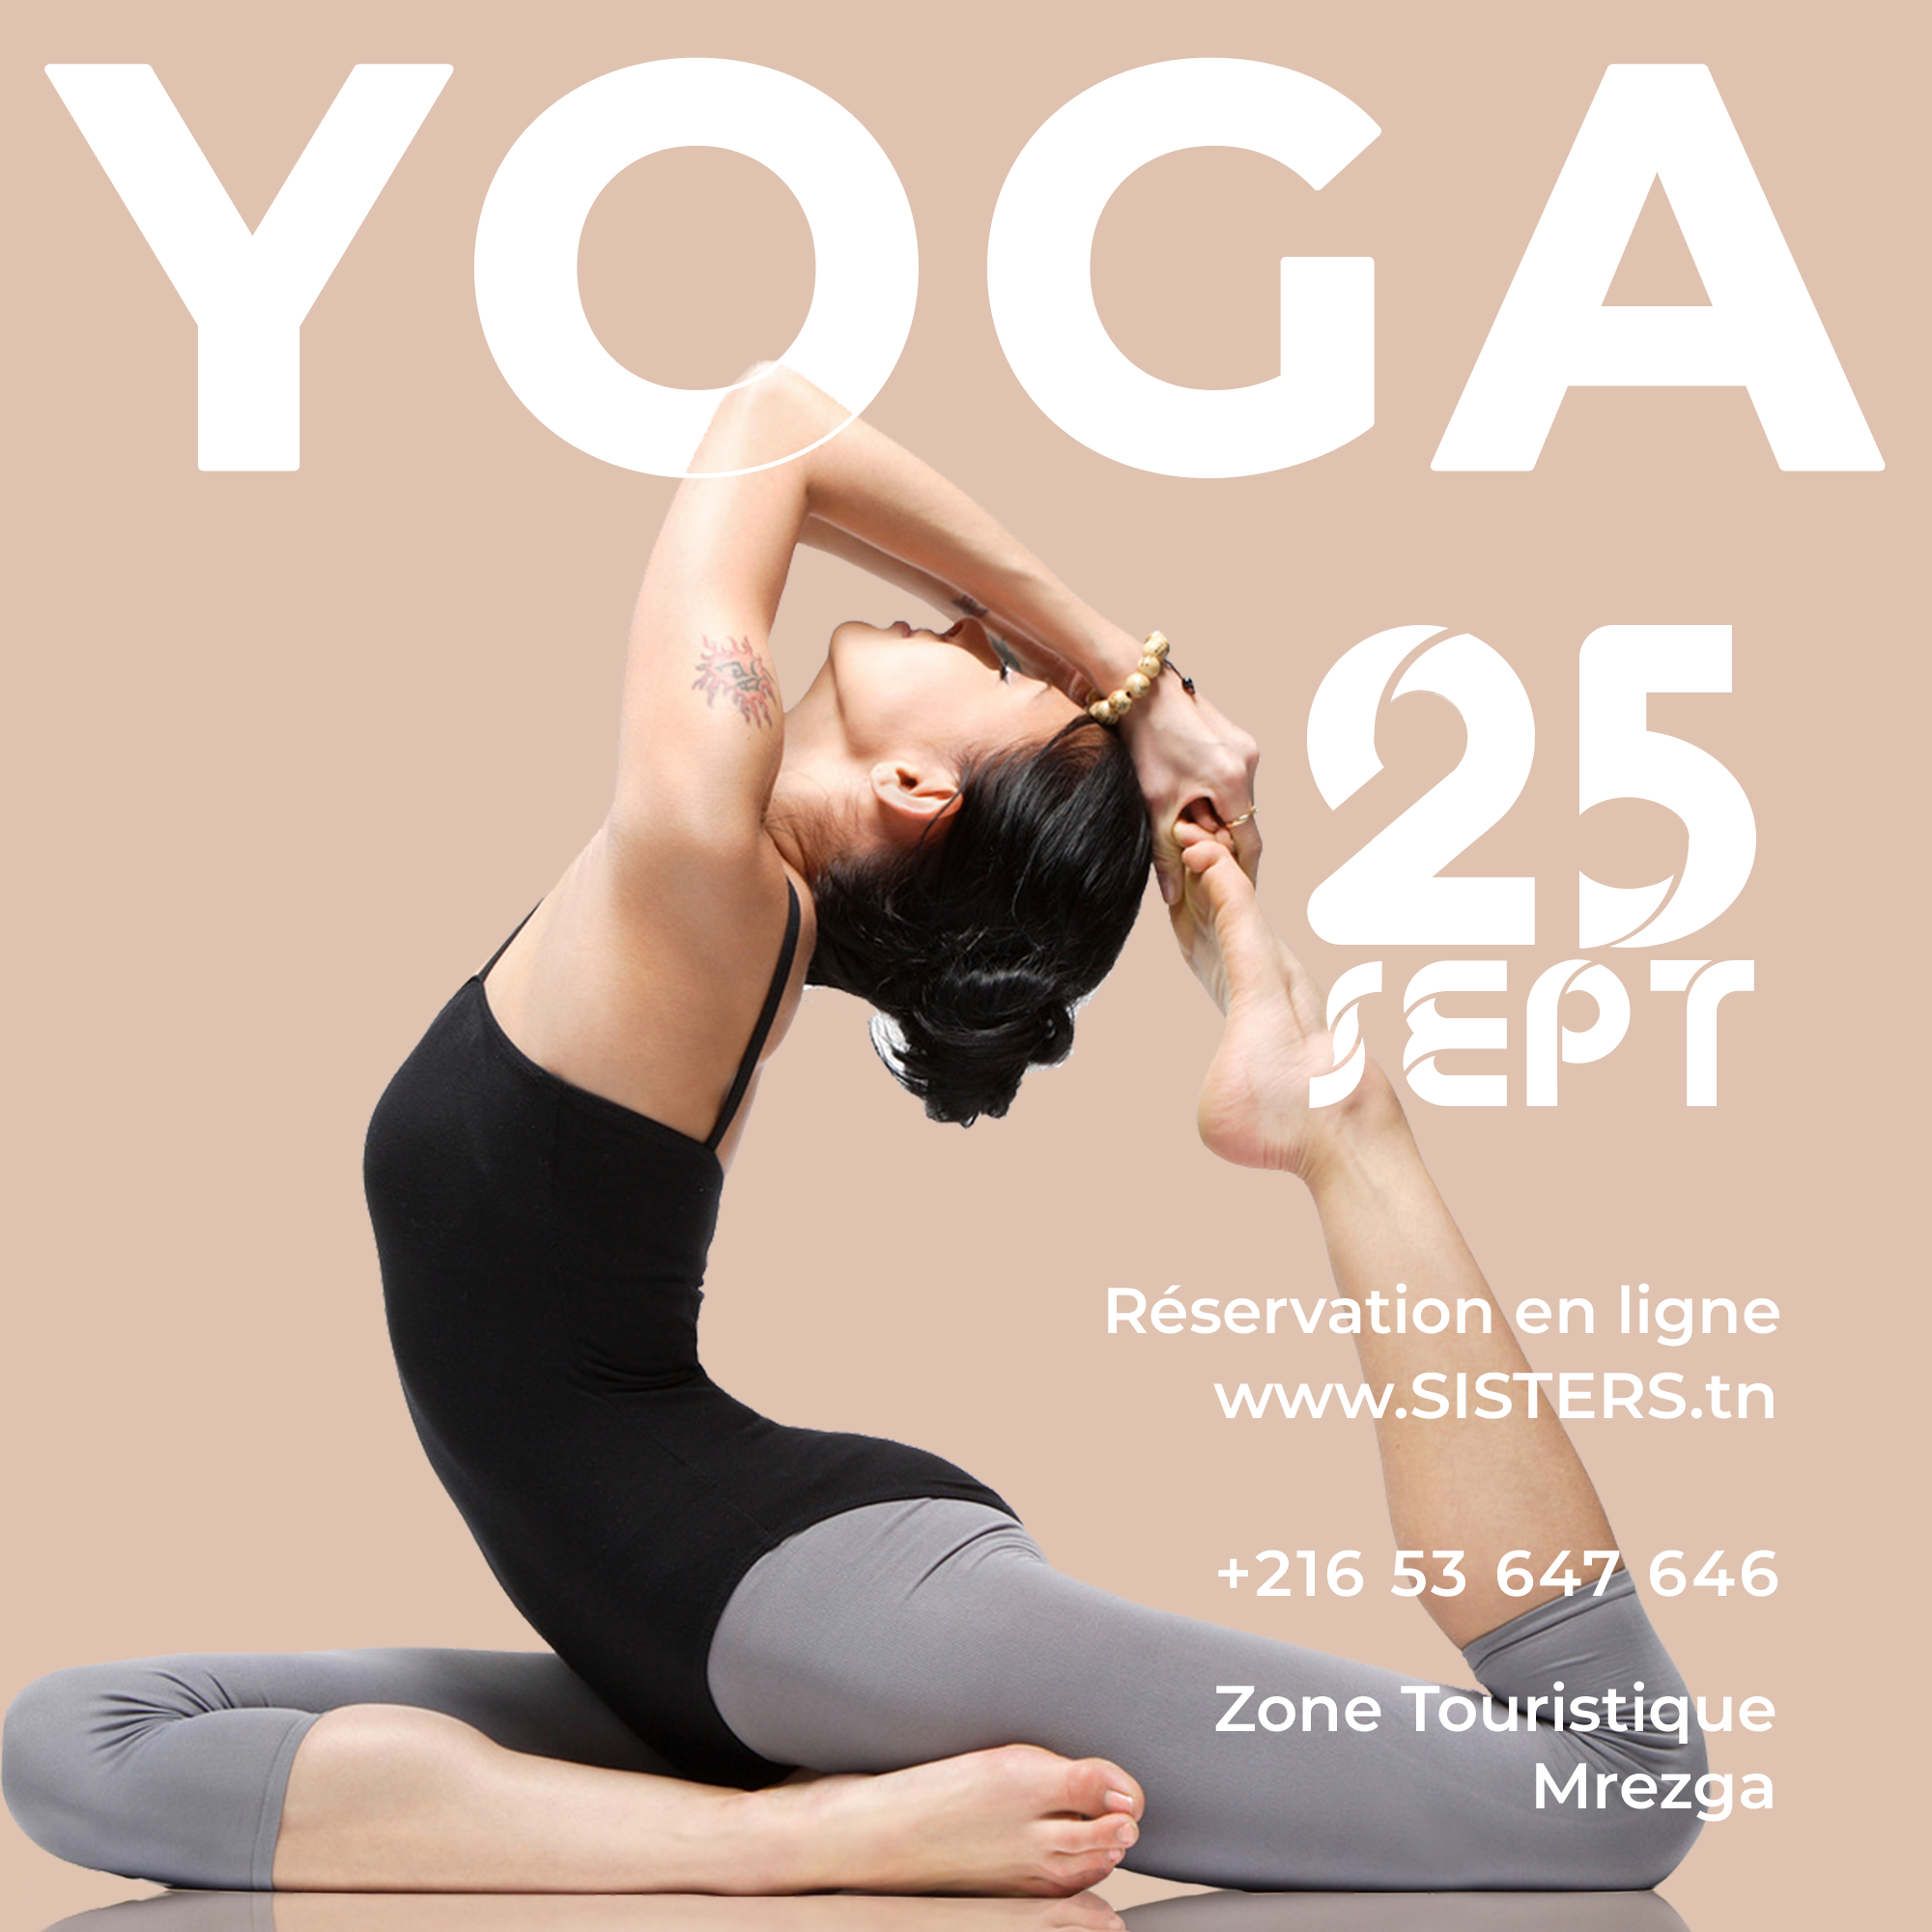 YOGA
25
SEPT
Réservation en ligne
www.SISTERS.tn
+216 53 647 646
Zone Touristique
Mrezga